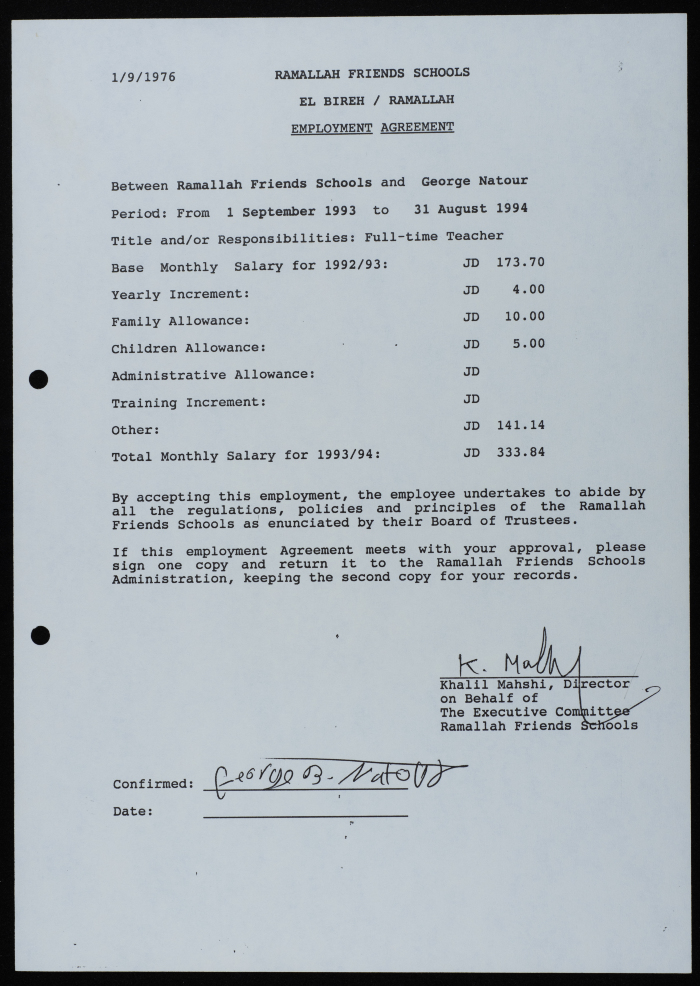 1/9/1976
RAMALLAH FRIENDS SCHOOLS
EL BIREH / RAMALLAH
EMPLOYMENT AGREEMENT
Between Ramallah Friends Schools and George Natour
Period: From 1 September 1993 to 31 August 1994
Title and/or Responsibilities: Full-time Teacher
Base Monthly Salary for 1992/93: JD 173.70
Yearly Increment: JD 4.00
Family Allowance: JD 10.00
Children Allowance: JD 5.00
Administrative Allowance: JD
Training Increment: JD
Other: JD 141.14
Total Monthly Salary for 1993/94: JD 333.84
By accepting this employment, the employee undertakes to abide by
all the regulations, policies and principles of the Ramallah
Friends Schools as enunciated by their Board of Trustees.
If this employment Agreement meets with your approval, please
sign one copy and return it to the Ramallah Friends Schools
Administration, keeping the second copy for your records.
K. Mahshi
Khalil Mahshi, Director
on Behalf of
The Executive Committee
Ramallah Friends Schools
Confirmed: George B. Natour
Date: